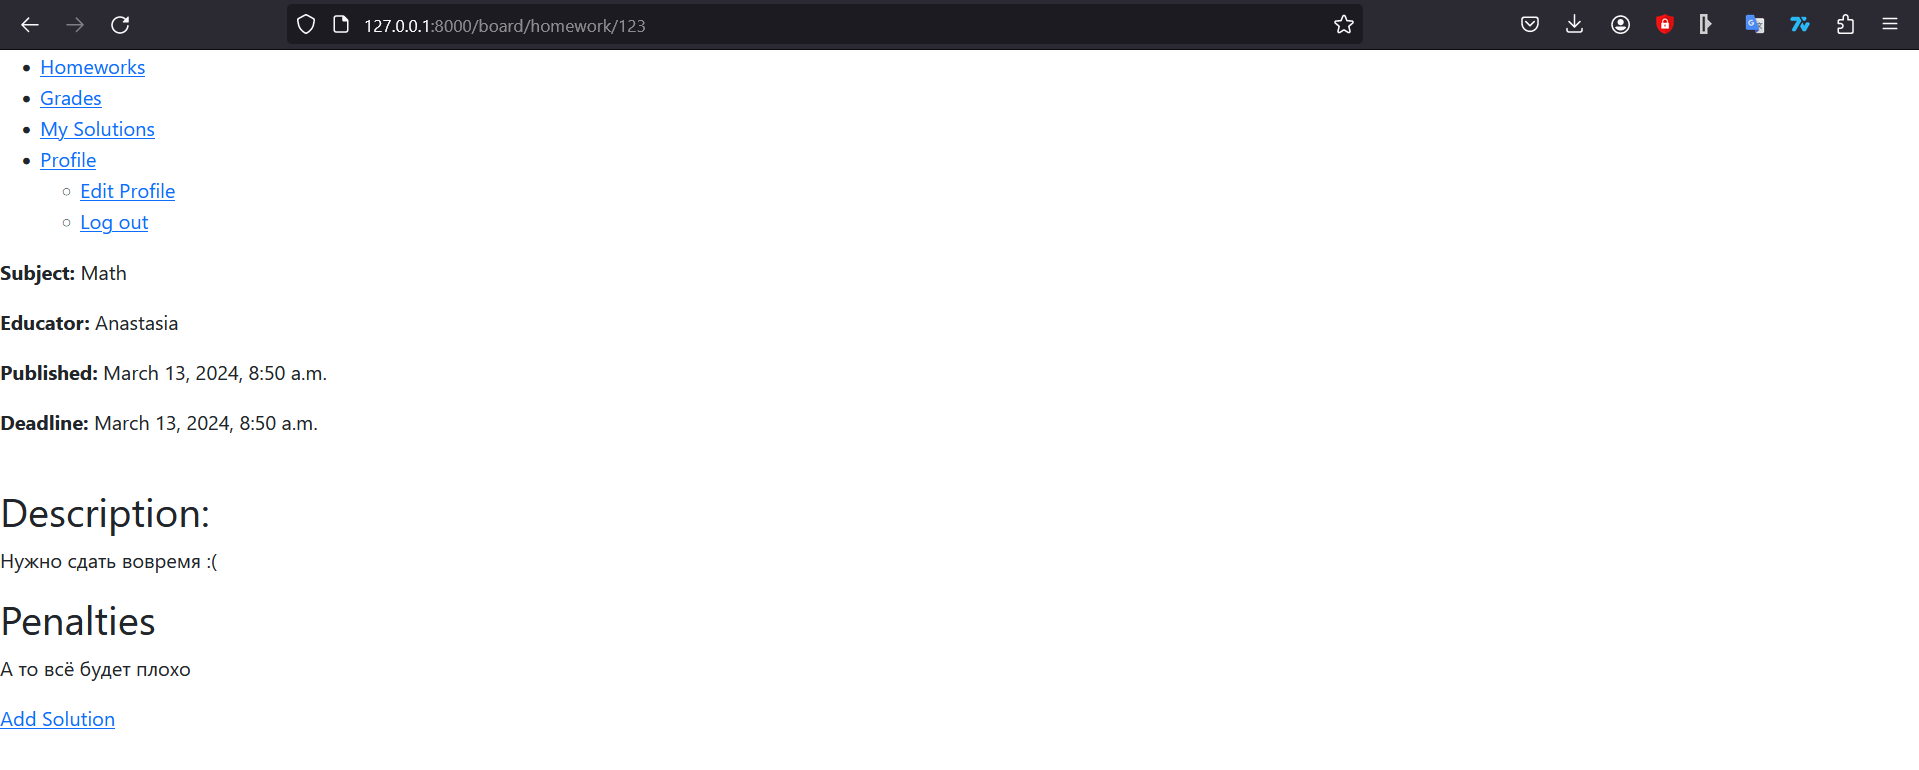 127.0.0.1:8000/board/homework/123
Homeworks
Grades
My Solutions
Profile
Edit Profile
Log out
Subject: Math
Educator: Anastasia
Published: March 13, 2024, 8:50 a.m.
Deadline: March 13, 2024, 8:50 a.m.
Description:
Нужно сдать вовремя :(
Penalties
А то всё будет плохо
Add Solution